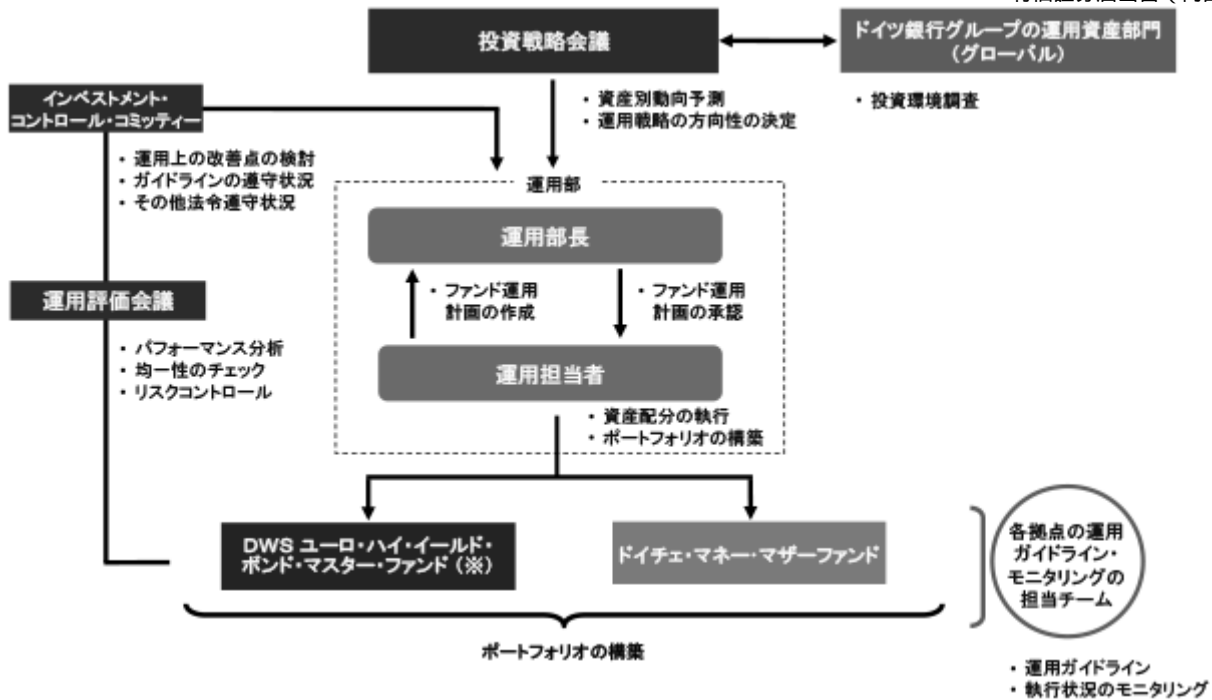 投資戦略会議
ドイツ銀行グループの運用資産部門
(グローバル)
・投資環境調査
・資産別動向予測
・運用戦略の方向性の決定
インベストメント・
コントロール・コミッティー
・運用上の改善点の検討
・ガイドラインの遵守状況
・その他法令遵守状況
運用部
運用部長
・ファンド運用
計画の作成
・ファンド運用
計画の承認
運用評価会議
・パフォーマンス分析
・均一性のチェック
・リスクコントロール
運用担当者
・資産配分の執行
・ポートフォリオの構築
DWS ユーロ・ハイ・イールド・
ボンド・マスター・ファンド(※)
ドイチェ・マネー・マザーファンド
各拠点の運用
ガイドライン・
モニタリングの
担当チーム
ポートフォリオの構築
・運用ガイドライン
・執行状況のモニタリング